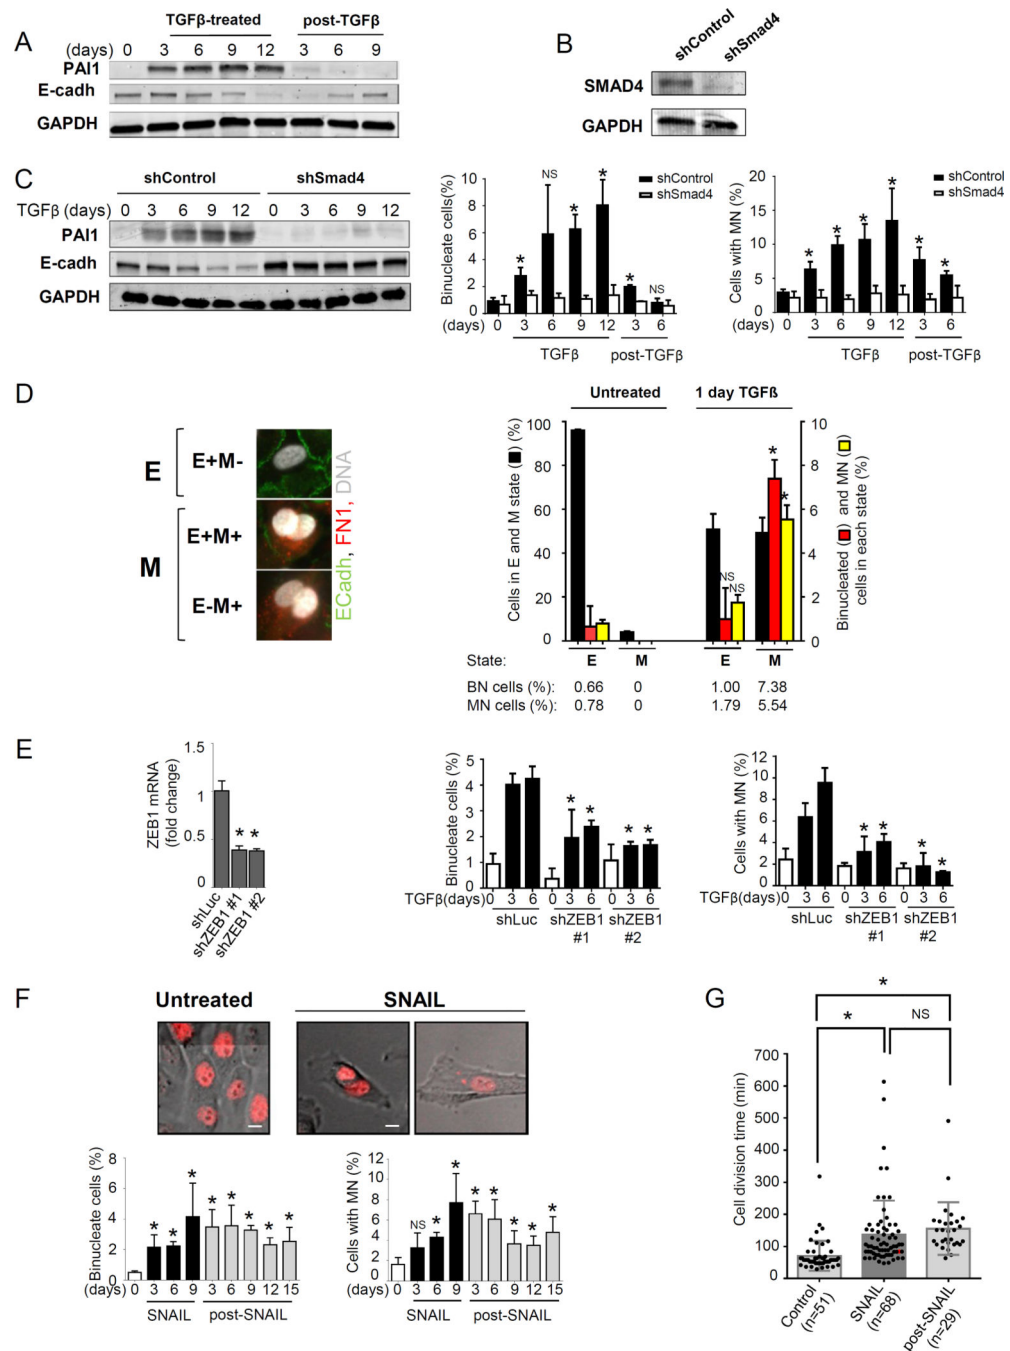 A
TGFβ-treated post-TGFβ
(days) 0 3 6 9 12 3 6 9
PAI1
E-cadh
GAPDH
B
shControl
shSmad4
SMAD4
GAPDH
C
shControl shSmad4
TGFβ (days) 0 3 6 9 12 0 3 6 9 12
PAI1
E-cadh
GAPDH
Binucleate cells(%)
10
8
6
4
2
0
shControl
shSmad4
* NS * * * NS
(days) 0 3 6 9 12 3 6
TGFβ post-TGFβ
Cells with MN (%)
20
15
10
5
0
shControl
shSmad4
* * * * * *
(days) 0 3 6 9 12 3 6
TGFβ post-TGFβ
D
E
E+M-
M
E+M+
E-M+
ECadh, FN1, DNA
Untreated 1 day TGFß
Cells in E and M state (■) (%)
100
80
60
40
20
0
NS
NS
*
*
10
8
6
4
2
0
Binucleated (■) and MN (■)
cells in each state (%)
State: E M E M
BN cells (%): 0.66 0 1.00 7.38
MN cells (%): 0.78 0 1.79 5.54
E
ZEB1 mRNA
(fold change)
1.5
1
0.5
0
* *
shLuc
shZEB1 #1
shZEB1 #2
Binucleate cells (%)
5
4
3
2
1
0
* * * *
TGFβ(days) 0 3 6 0 3 6 0 3 6
shLuc shZEB1 shZEB1
#1 #2
Cells with MN (%)
12
10
8
6
4
2
0
* * * *
TGFβ(days) 0 3 6 0 3 6 0 3 6
shLuc shZEB1 shZEB1
#1 #2
F
Untreated SNAIL
Binucleate cells (%)
8
6
4
2
0
* * * * * * * *
(days) 0 3 6 9 3 6 9 12 15
SNAIL post-SNAIL
Cells with MN (%)
12
10
8
6
4
2
0
NS * * * * * * *
(days) 0 3 6 9 3 6 9 12 15
SNAIL post-SNAIL
G
*
* NS
Cell division time (min)
700
600
500
400
300
200
100
0
Control
(n=51)
SNAIL
(n=68)
post-SNAIL
(n=29)